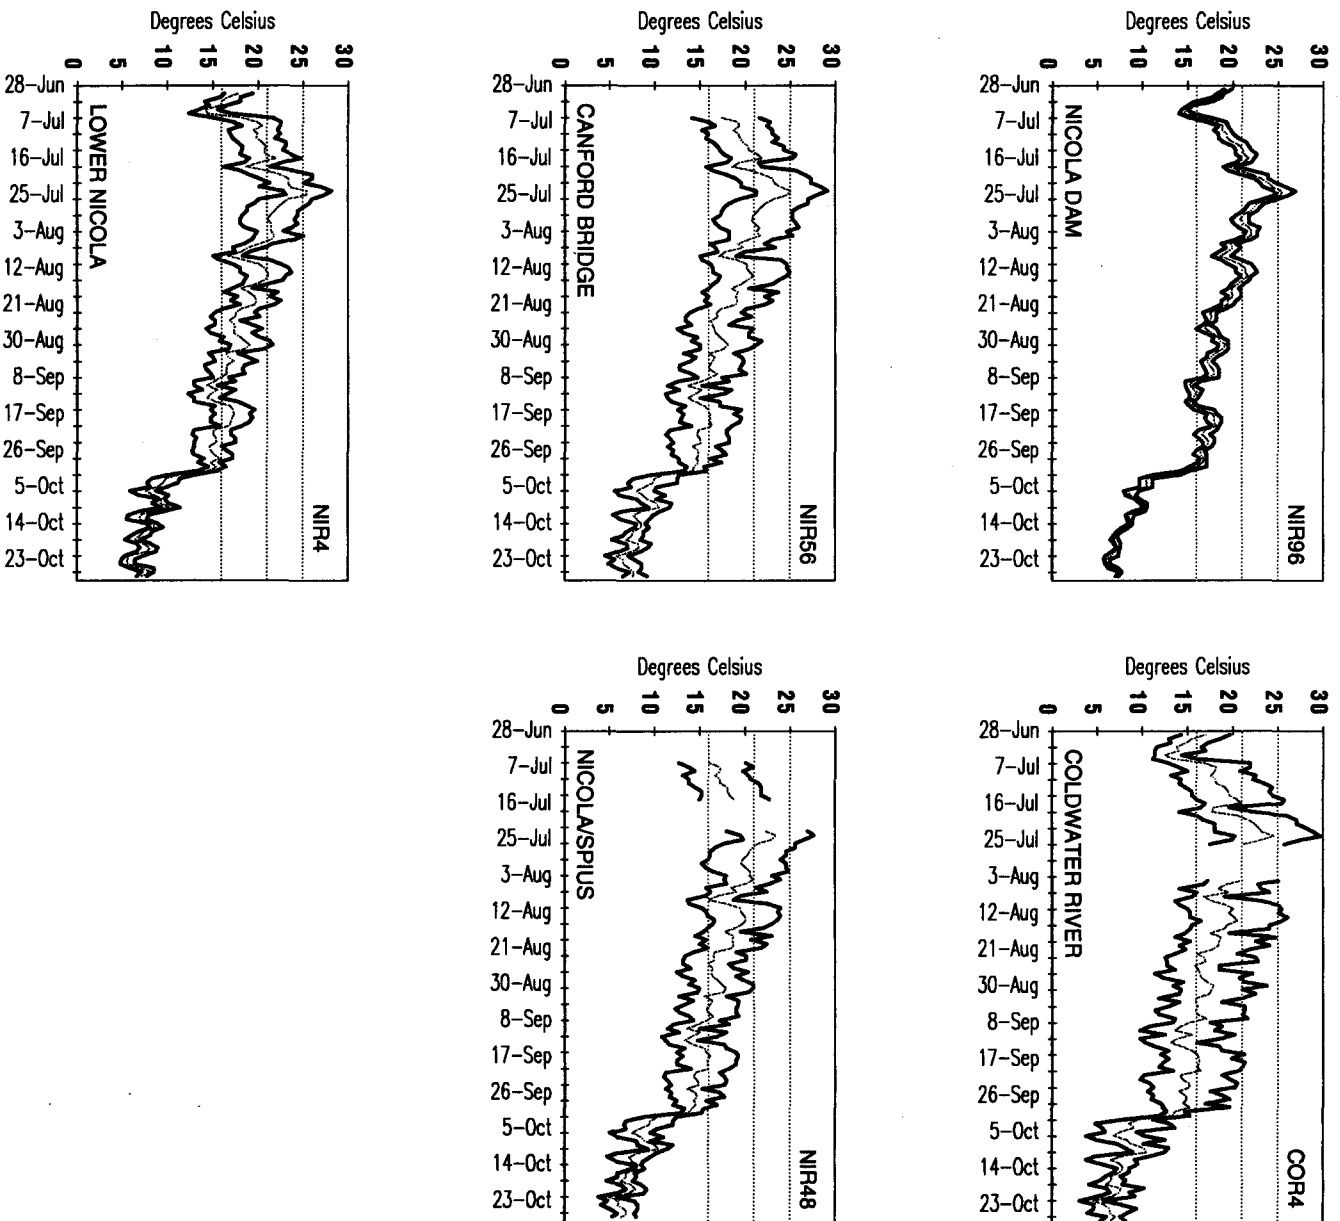 Degrees Celsius
0 5 10 15 20 25 30
28-Jun
7-Jul
16-Jul
25-Jul
3-Aug
12-Aug
21-Aug
30-Aug
8-Sep
17-Sep
26-Sep
5-Oct
14-Oct
23-Oct
LOWER NICOLA
NIR4
Degrees Celsius
0 5 10 15 20 25 30
28-Jun
7-Jul
16-Jul
25-Jul
3-Aug
12-Aug
21-Aug
30-Aug
8-Sep
17-Sep
26-Sep
5-Oct
14-Oct
23-Oct
CANFORD BRIDGE
NIR56
Degrees Celsius
0 5 10 15 20 25 30
28-Jun
7-Jul
16-Jul
25-Jul
3-Aug
12-Aug
21-Aug
30-Aug
8-Sep
17-Sep
26-Sep
5-Oct
14-Oct
23-Oct
NICOLA DAM
NIR96
Degrees Celsius
0 5 10 15 20 25 30
28-Jun
7-Jul
16-Jul
25-Jul
3-Aug
12-Aug
21-Aug
30-Aug
8-Sep
17-Sep
26-Sep
5-Oct
14-Oct
23-Oct
NICOLA/SPIUS
NIR48
Degrees Celsius
0 5 10 15 20 25 30
28-Jun
7-Jul
16-Jul
25-Jul
3-Aug
12-Aug
21-Aug
30-Aug
8-Sep
17-Sep
26-Sep
5-Oct
14-Oct
23-Oct
COLDWATER RIVER
COR4